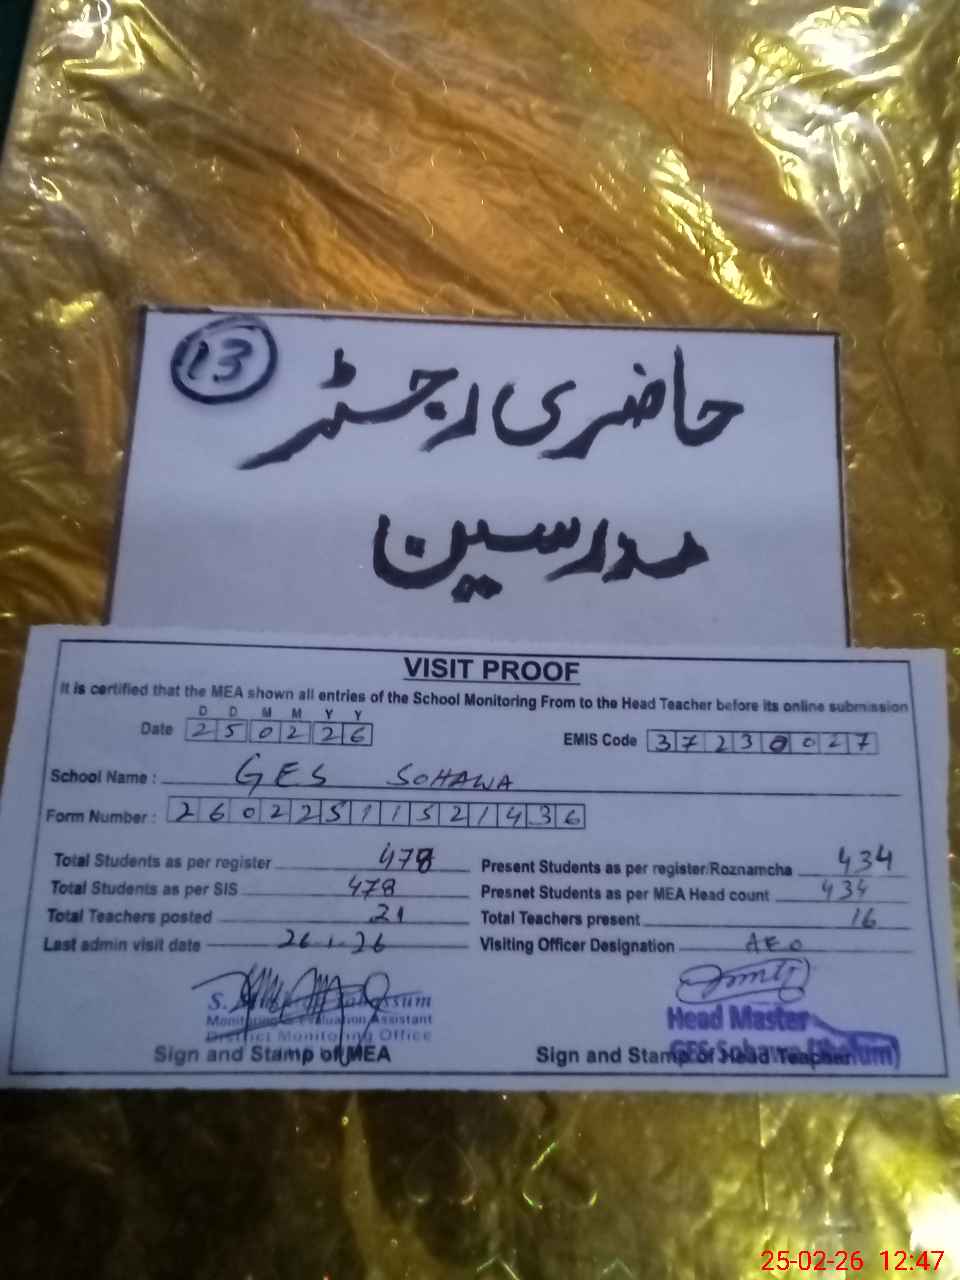 13
حاضری رجسٹر
مدرسین
VISIT PROOF
It is certified that the MEA shown all entries of the School Monitoring From to the Head Teacher before its online submission
D D M M Y Y
Date 2 5 0 2 2 6
EMIS Code 3 7 2 3 0 0 2 7
School Name : GES SOHAWA
Form Number : 2 6 0 2 2 5 1 1 5 2 1 4 3 6
Total Students as per register 478 Present Students as per register/Roznamcha 434
Total Students as per SIS 478 Presnet Students as per MEA Head count 434
Total Teachers posted 21 Total Teachers present 16
Last admin visit date 26-1-26 Visiting Officer Designation AEO
S.
Monitoring & Evaluation Assistant
District Monitoring Office
Sign and Stamp of MEA
Head Master
GES Sohawa (Jhelum)
Sign and Stamp of Head Teacher
25-02-26 12:47